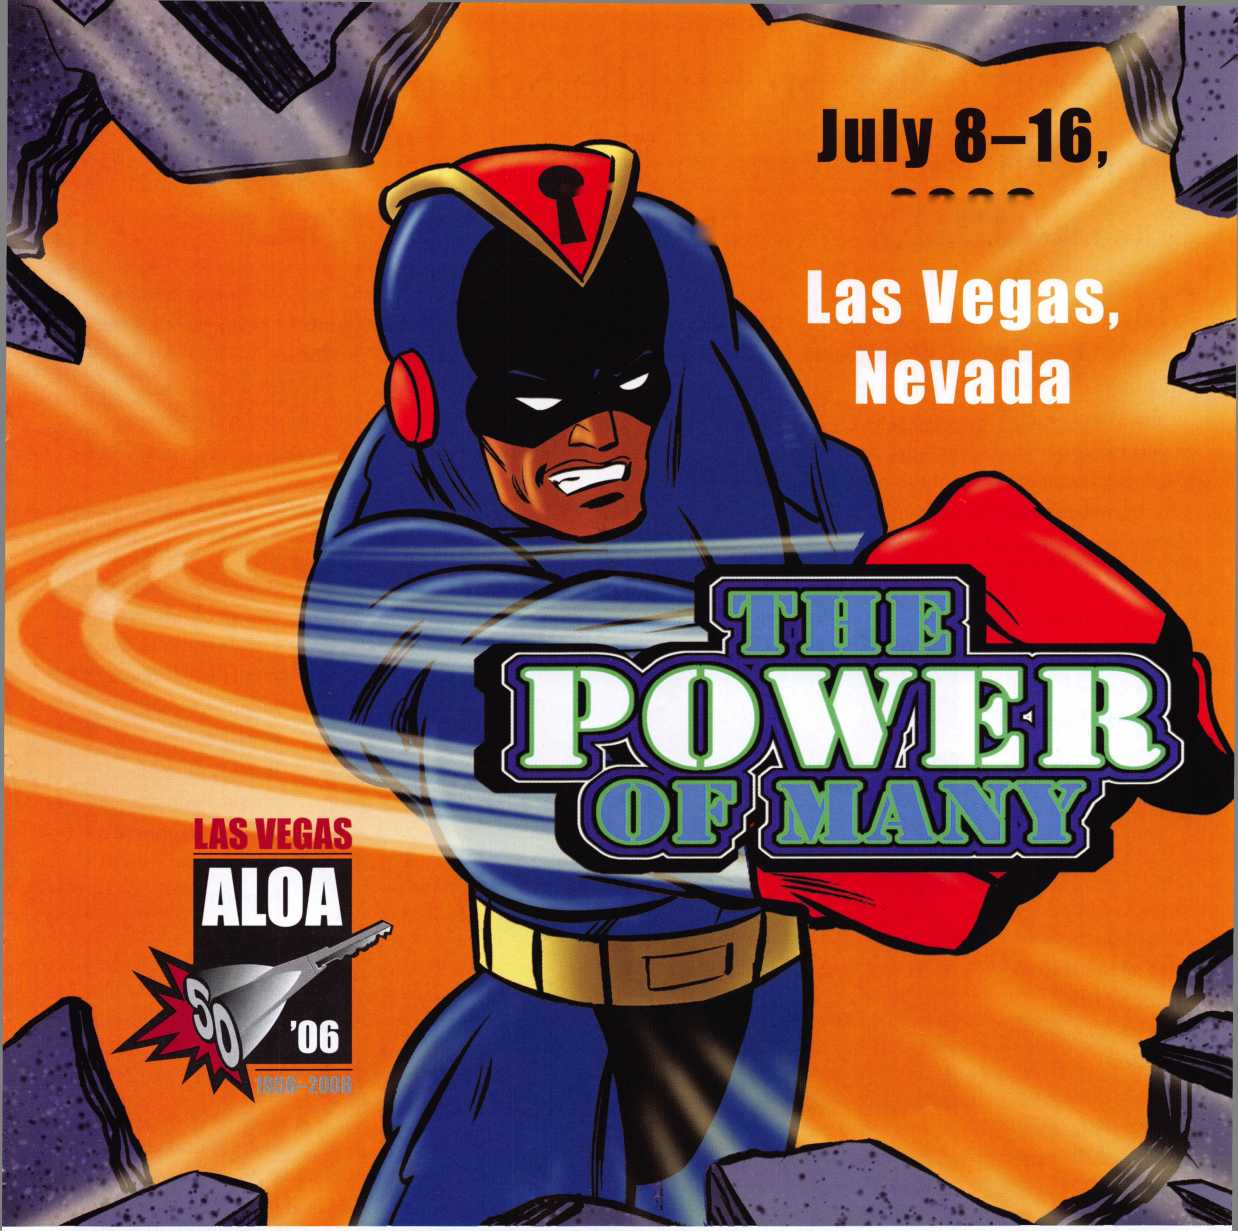 July 8–16,
Las Vegas,
Nevada
THE
POWER
OF MANY
LAS VEGAS
ALOA
50
'06